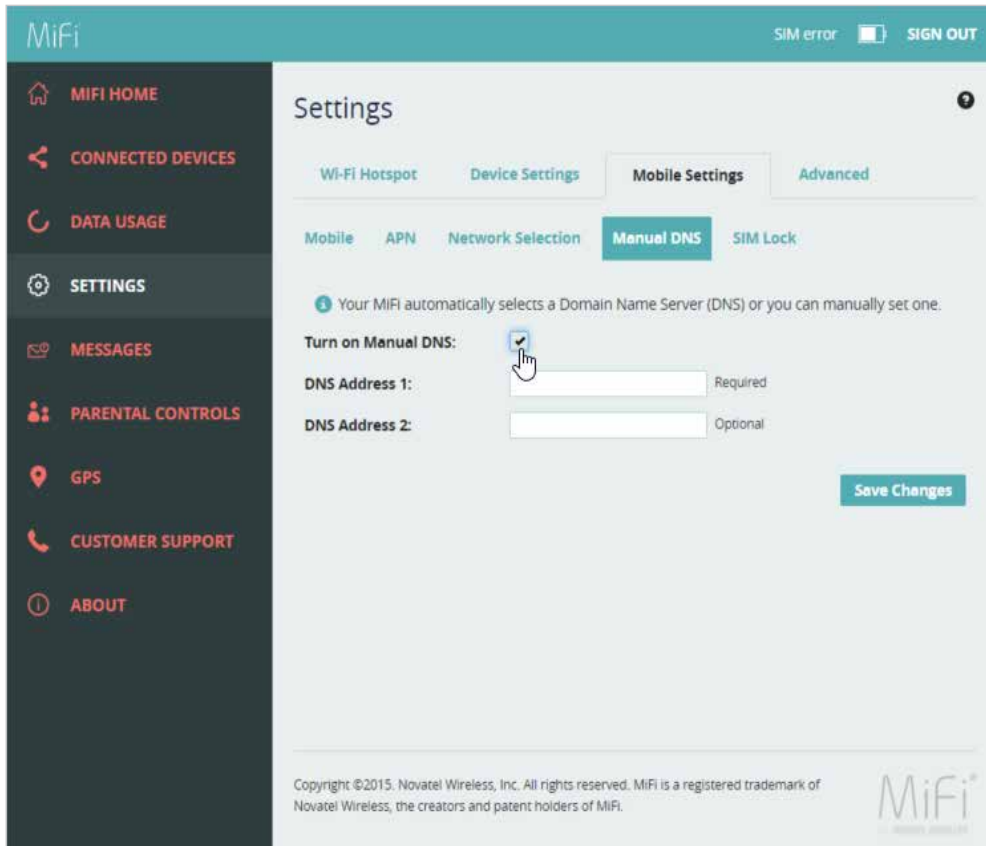 MiFi
SIM error SIGN OUT
MIFI HOME
CONNECTED DEVICES
DATA USAGE
SETTINGS
MESSAGES
PARENTAL CONTROLS
GPS
CUSTOMER SUPPORT
ABOUT
Settings
Wi-Fi Hotspot Device Settings Mobile Settings Advanced
Mobile APN Network Selection Manual DNS SIM Lock
Your MiFi automatically selects a Domain Name Server (DNS) or you can manually set one.
Turn on Manual DNS:
DNS Address 1: Required
DNS Address 2: Optional
Save Changes
Copyright ©2015. Novatel Wireless, Inc. All rights reserved. MiFi is a registered trademark of
Novatel Wireless, the creators and patent holders of MiFi.
MiFi®